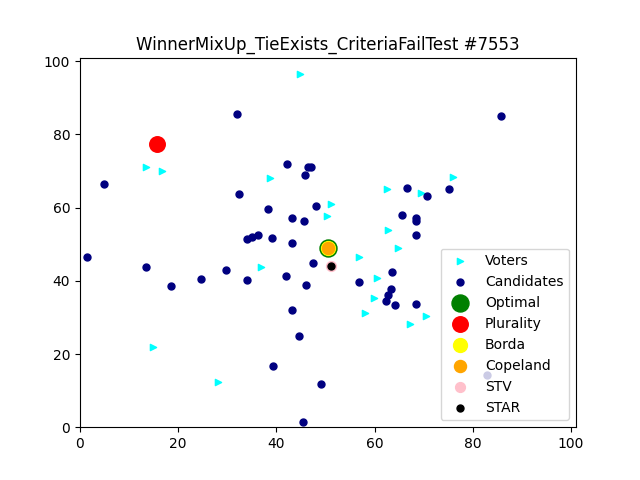 WinnerMixUp_TieExists_CriteriaFailTest #7553
100
80
60
40
20
0
0 20 40 60 80 100
Voters
Candidates
Optimal
Plurality
Borda
Copeland
STV
STAR